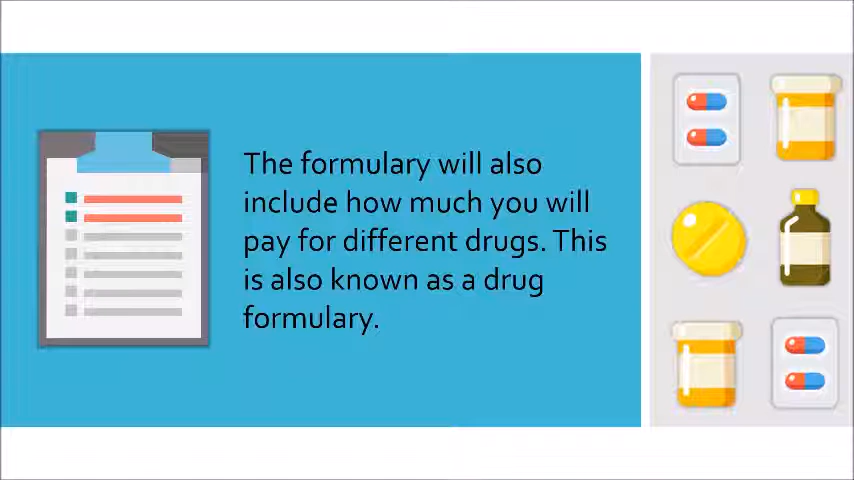 The formulary will also
include how much you will
pay for different drugs. This
is also known as a drug
formulary.